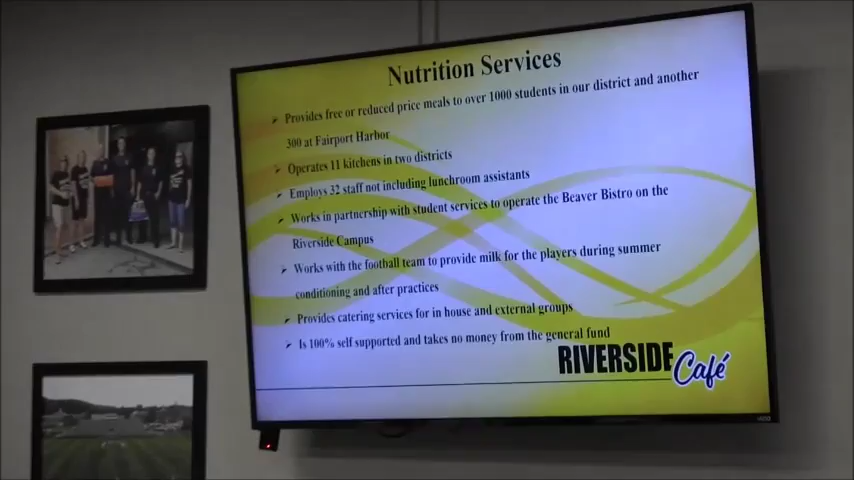 Nutrition Services
➢ Provides free or reduced price meals to over 1000 students in our district and another
300 at Fairport Harbor
➢ Operates 11 kitchens in two districts
➢ Employs 32 staff not including lunchroom assistants
➢ Works in partnership with student services to operate the Beaver Bistro on the
Riverside Campus
➢ Works with the football team to provide milk for the players during summer
conditioning and after practices
➢ Provides catering services for in house and external groups
➢ Is 100% self supported and takes no money from the general fund
RIVERSIDE Café
VIZIO